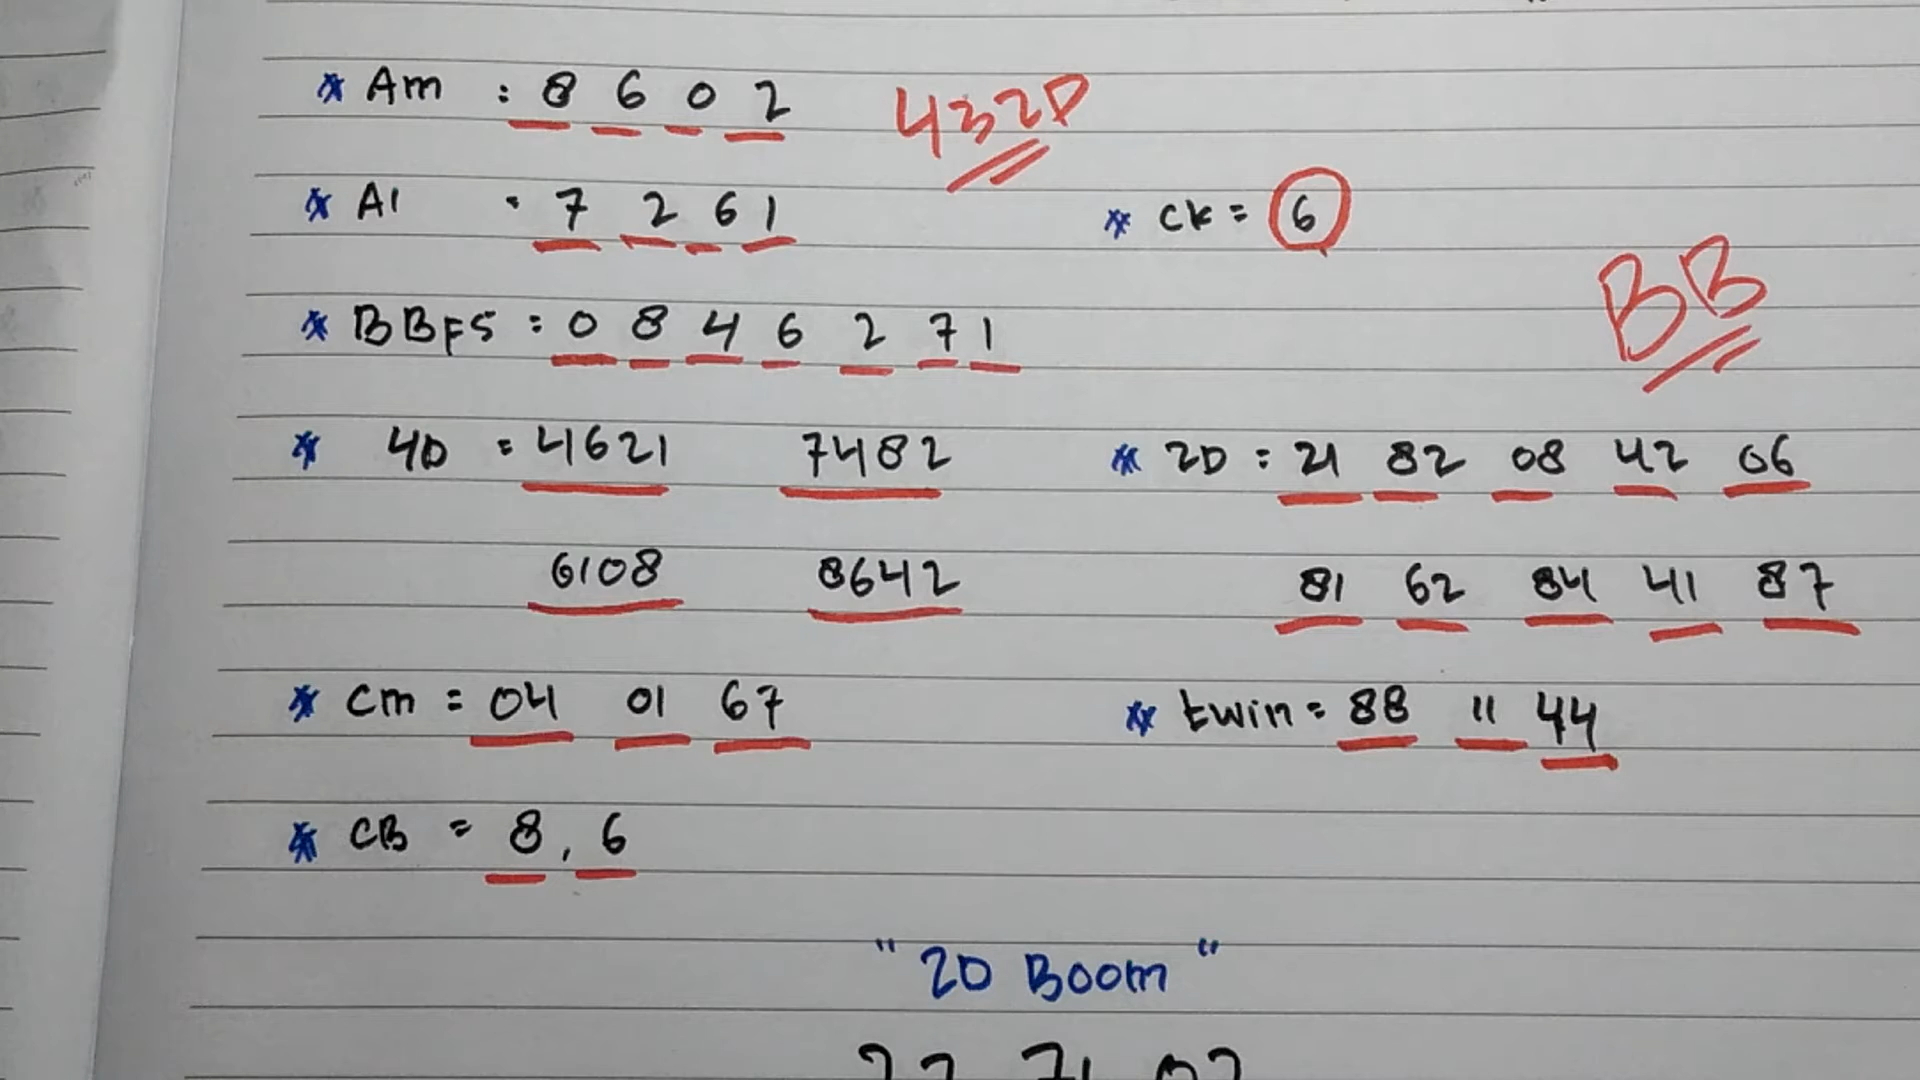 * Am : 8 6 0 2 432D
* AI : 7 2 6 1 * CK = 6
BB
* BBFS : 0 8 4 6 2 7 1
* 4D = 4621 7482 * 2D : 21 82 08 42 06
6108 8642 81 62 84 41 87
* cm = 04 01 67 * twin = 88 11 44
* CB = 8, 6
"2D Boom"